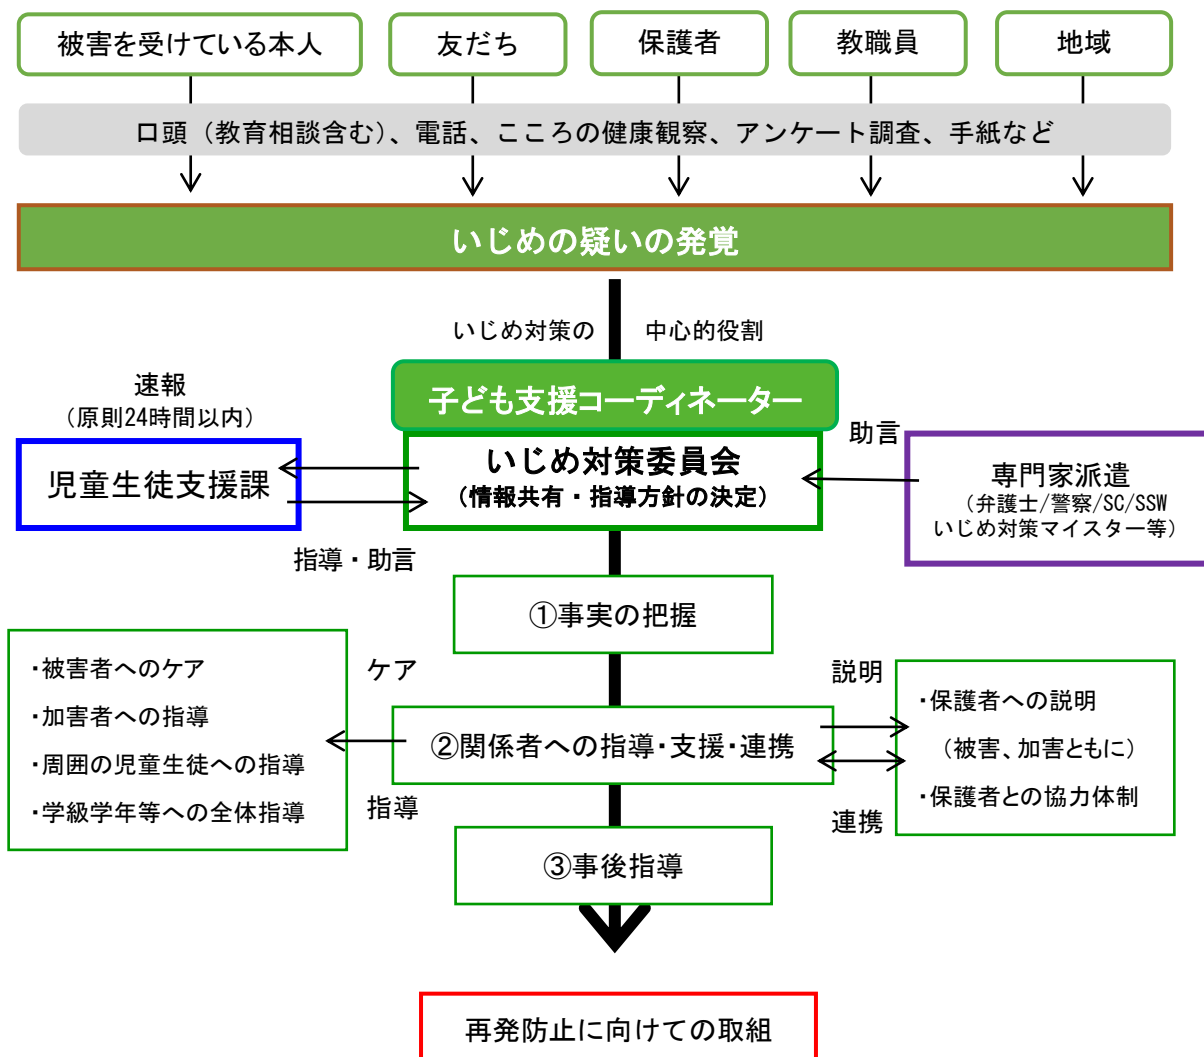 被害を受けている本人
友だち
保護者
教職員
地域
口頭（教育相談含む）、電話、こころの健康観察、アンケート調査、手紙など
いじめの疑いの発覚
いじめ対策の
中心的役割
子ども支援コーディネーター
速報
（原則24時間以内）
児童生徒支援課
いじめ対策委員会
（情報共有・指導方針の決定）
助言
専門家派遣
（弁護士/警察/SC/SSW
いじめ対策マイスター等）
指導・助言
①事実の把握
・被害者へのケア
・加害者への指導
・周囲の児童生徒への指導
・学級学年等への全体指導
ケア
指導
②関係者への指導・支援・連携
説明
連携
・保護者への説明
（被害、加害ともに）
・保護者との協力体制
③事後指導
再発防止に向けての取組